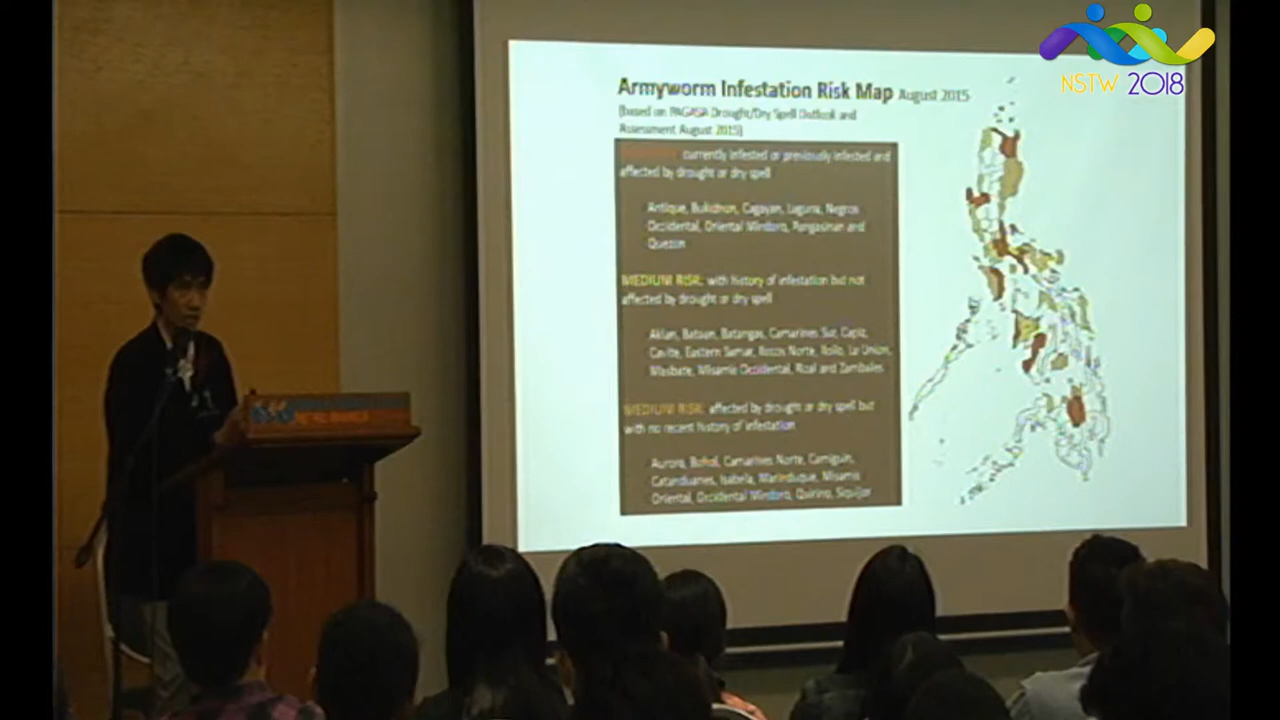 NSTW 2018
Armyworm Infestation Risk Map August 2015
(based on PAGASA Drought/Dry Spell Outlook and
Assessment August 2015)
currently infested or previously infested and
affected by drought or dry spell
Antique, Bukidnon, Cagayan, Laguna, Negros
Occidental, Oriental Mindoro, Pangasinan and
Quezon
MEDIUM RISK: with history of infestation but not
affected by drought or dry spell
Aklan, Bataan, Batangas, Camarines Sur, Capiz,
Cavite, Eastern Samar, Ilocos Norte, Iloilo, La Union,
Masbate, Misamis Occidental, Rizal and Zambales
MEDIUM RISK: affected by drought or dry spell but
with no recent history of infestation
Aurora, Bohol, Camarines Norte, Camiguin,
Catanduanes, Isabela, Marinduque, Misamis
Oriental, Occidental Mindoro, Quirino, Siquijor